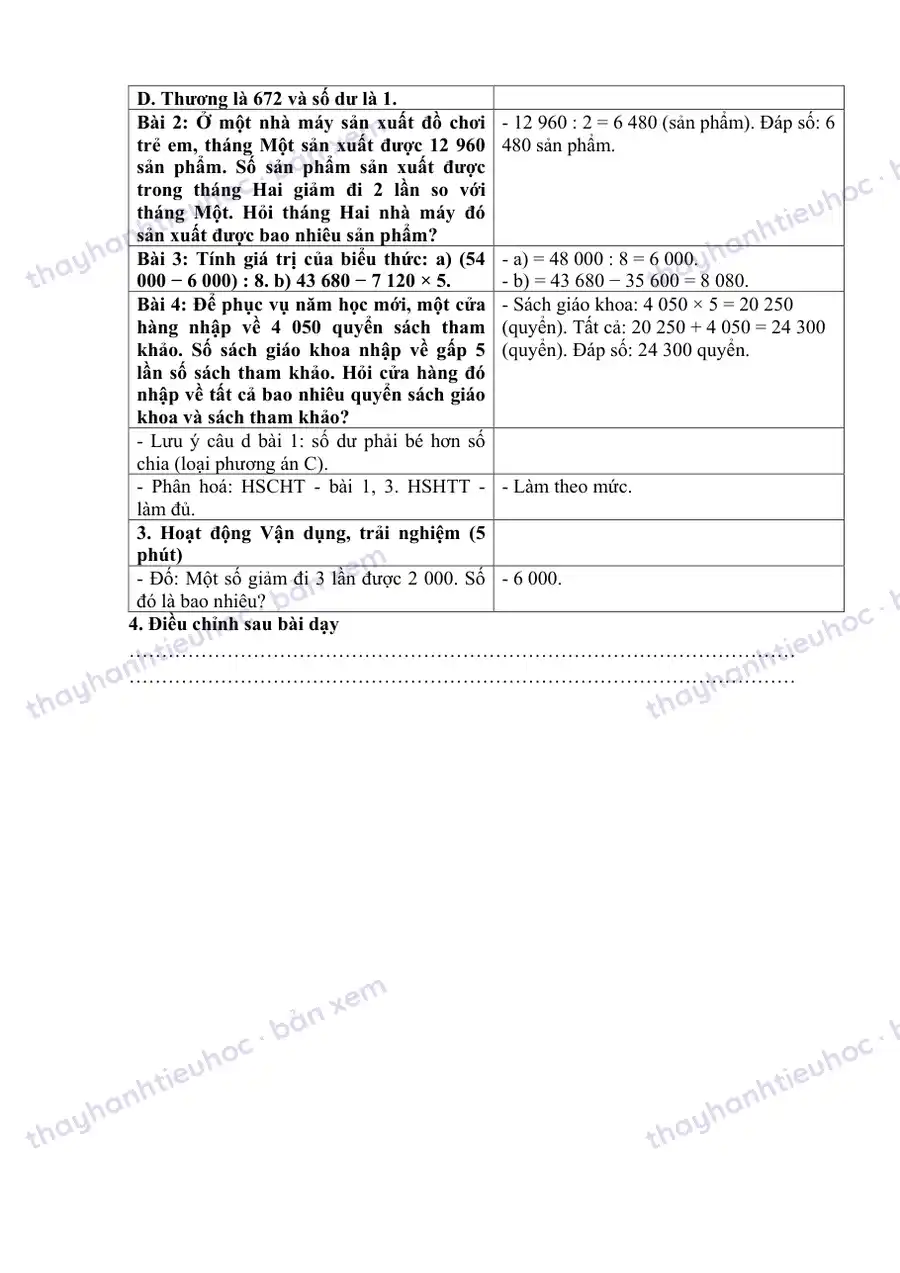 D. Thương là 672 và số dư là 1.
Bài 2: Ở một nhà máy sản xuất đồ chơi
trẻ em, tháng Một sản xuất được 12 960
sản phẩm. Số sản phẩm sản xuất được
trong tháng Hai giảm đi 2 lần so với
tháng Một. Hỏi tháng Hai nhà máy đó
sản xuất được bao nhiêu sản phẩm?
- 12 960 : 2 = 6 480 (sản phẩm). Đáp số: 6
480 sản phẩm.
Bài 3: Tính giá trị của biểu thức: a) (54
000 − 6 000) : 8. b) 43 680 − 7 120 × 5.
- a) = 48 000 : 8 = 6 000.
- b) = 43 680 − 35 600 = 8 080.
Bài 4: Để phục vụ năm học mới, một cửa
hàng nhập về 4 050 quyển sách tham
khảo. Số sách giáo khoa nhập về gấp 5
lần số sách tham khảo. Hỏi cửa hàng đó
nhập về tất cả bao nhiêu quyển sách giáo
khoa và sách tham khảo?
- Sách giáo khoa: 4 050 × 5 = 20 250
(quyển). Tất cả: 20 250 + 4 050 = 24 300
(quyển). Đáp số: 24 300 quyển.
- Lưu ý câu d bài 1: số dư phải bé hơn số
chia (loại phương án C).
- Phân hoá: HSCHT - bài 1, 3. HSHTT -
làm đủ.
- Làm theo mức.
3. Hoạt động Vận dụng, trải nghiệm (5
phút)
- Đố: Một số giảm đi 3 lần được 2 000. Số
đó là bao nhiêu?
- 6 000.
4. Điều chỉnh sau bài dạy
……………………………………………………………………………………
……………………………………………………………………………………
thayhanhtieuhoc · bản xem
thayhanhtieuhoc · b
thayhanhtieuhoc · bản xem
thayhanhtieuhoc · b
thayhanhtieuhoc · bản xem
thayhanhtieuhoc · b